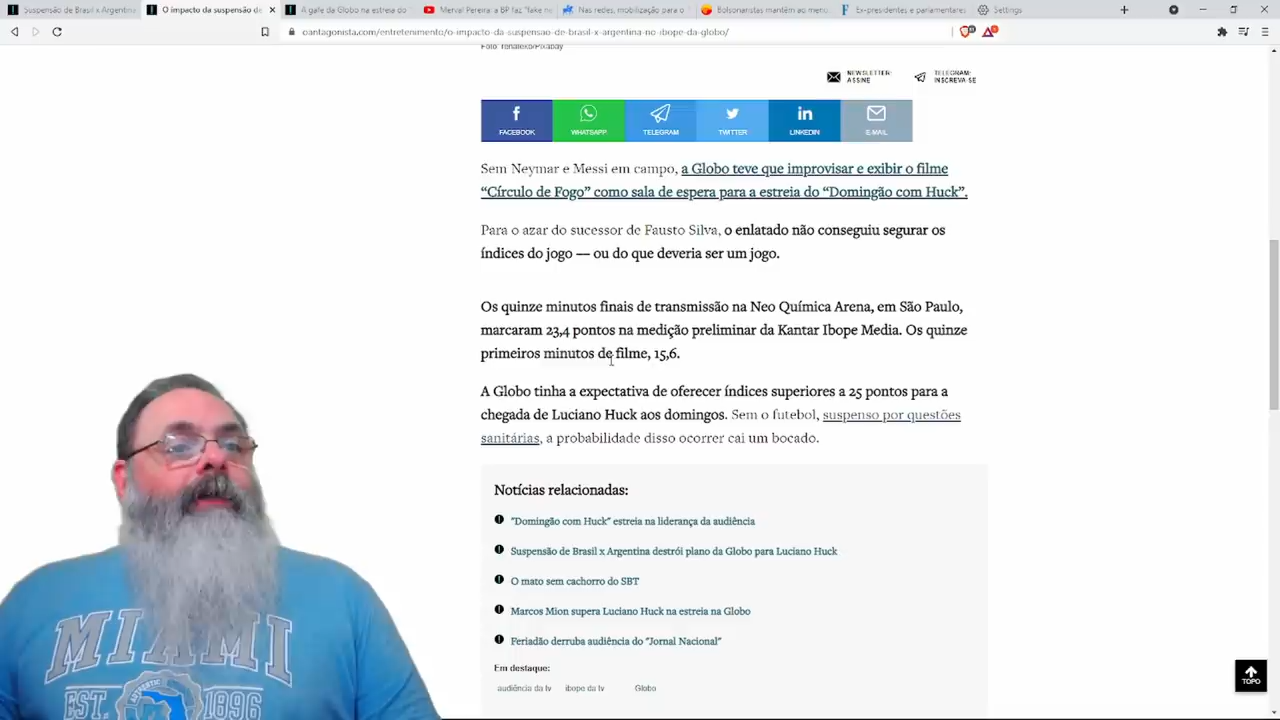 Suspensão de Brasil x Argentina
O impacto da suspensão de
A gafe da Globo na estreia do
Merval Pereira: a BP faz "fake ne
Nas redes, mobilização para o
Bolsonaristas mantêm ao menos
Ex-presidentes e parlamentares
Settings
oantagonista.com/entretenimento/o-impacto-da-suspensao-de-brasil-x-argentina-no-ibope-da-globo/
Foto: fonatexo/Pixabay
NEWSLETTER:
ASSINE
TELEGRAM:
INSCREVA-SE
FACEBOOK
WHATSAPP
TELEGRAM
TWITTER
LINKEDIN
E-MAIL
Sem Neymar e Messi em campo, a Globo teve que improvisar e exibir o filme
“Círculo de Fogo” como sala de espera para a estreia do “Domingão com Huck”.
Para o azar do sucessor de Fausto Silva, o enlatado não conseguiu segurar os
índices do jogo — ou do que deveria ser um jogo.
Os quinze minutos finais de transmissão na Neo Química Arena, em São Paulo,
marcaram 23,4 pontos na medição preliminar da Kantar Ibope Media. Os quinze
primeiros minutos de filme, 15,6.
A Globo tinha a expectativa de oferecer índices superiores a 25 pontos para a
chegada de Luciano Huck aos domingos. Sem o futebol, suspenso por questões
sanitárias, a probabilidade disso ocorrer cai um bocado.
Notícias relacionadas:
"Domingão com Huck" estreia na liderança da audiência
Suspensão de Brasil x Argentina destrói plano da Globo para Luciano Huck
O mato sem cachorro do SBT
Marcos Mion supera Luciano Huck na estreia na Globo
Feriadão derruba audiência do "Jornal Nacional"
Em destaque:
audiência da tv
ibope da tv
Globo
TOPO
MIAMI
1896